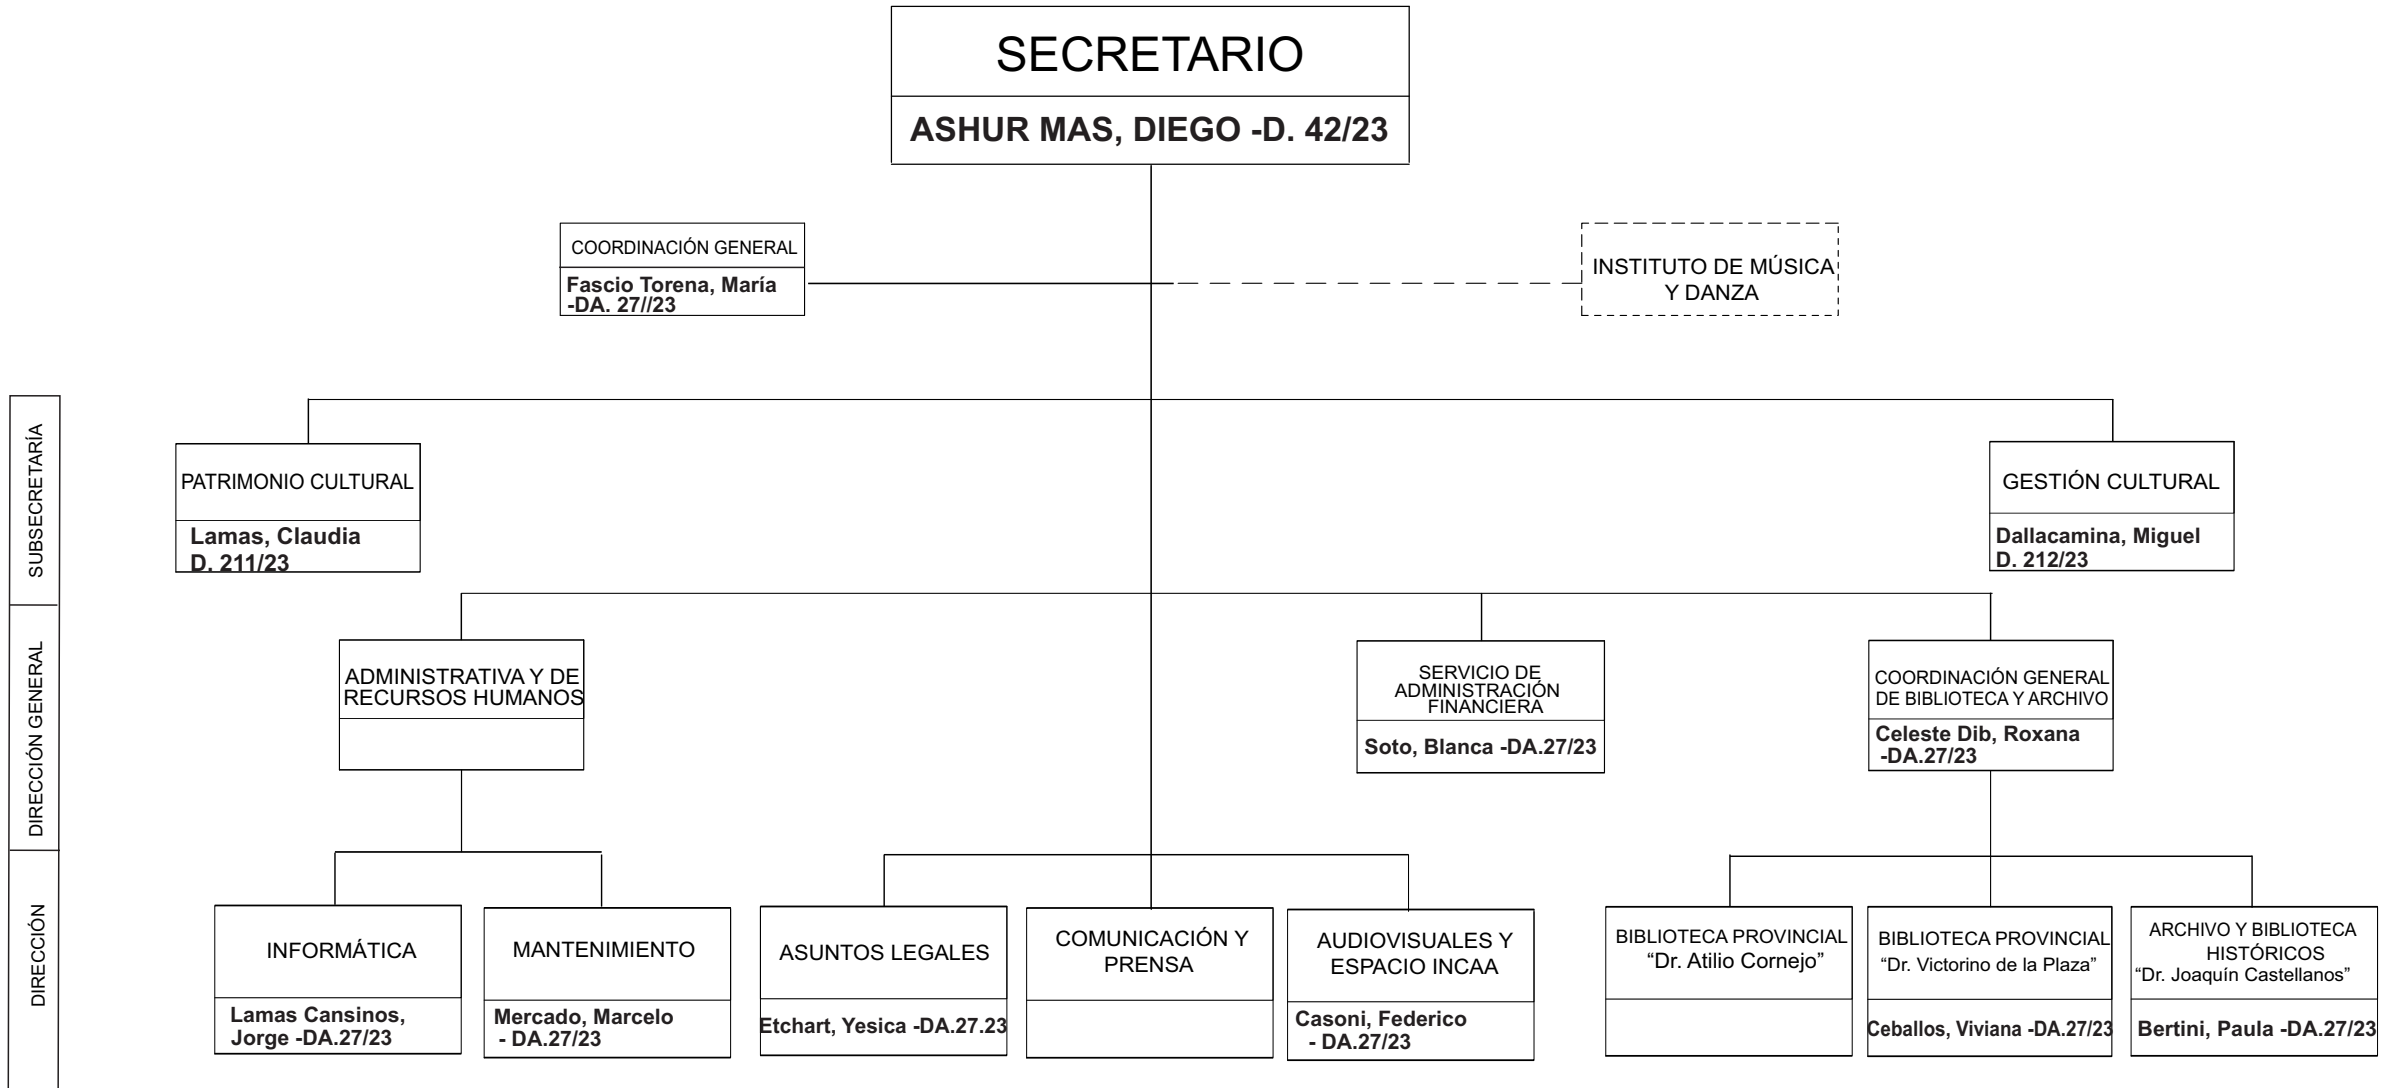 SECRETARIO
ASHUR MAS, DIEGO -D. 42/23
COORDINACIÓN GENERAL
Fascio Torena, María
-DA. 27//23
INSTITUTO DE MÚSICA
Y DANZA
SUBSECRETARÍA
PATRIMONIO CULTURAL
Lamas, Claudia
D. 211/23
GESTIÓN CULTURAL
Dallacamina, Miguel
D. 212/23
DIRECCIÓN GENERAL
ADMINISTRATIVA Y DE
RECURSOS HUMANOS
SERVICIO DE
ADMINISTRACIÓN
FINANCIERA
Soto, Blanca -DA.27/23
COORDINACIÓN GENERAL
DE BIBLIOTECA Y ARCHIVO
Celeste Dib, Roxana
-DA.27/23
DIRECCIÓN
INFORMÁTICA
Lamas Cansinos,
Jorge -DA.27/23
MANTENIMIENTO
Mercado, Marcelo
- DA.27/23
ASUNTOS LEGALES
Etchart, Yesica -DA.27.23
COMUNICACIÓN Y
PRENSA
AUDIOVISUALES Y
ESPACIO INCAA
Casoni, Federico
- DA.27/23
BIBLIOTECA PROVINCIAL
“Dr. Atilio Cornejo”
BIBLIOTECA PROVINCIAL
“Dr. Victorino de la Plaza”
Ceballos, Viviana -DA.27/23
ARCHIVO Y BIBLIOTECA
HISTÓRICOS
“Dr. Joaquín Castellanos”
Bertini, Paula -DA.27/23